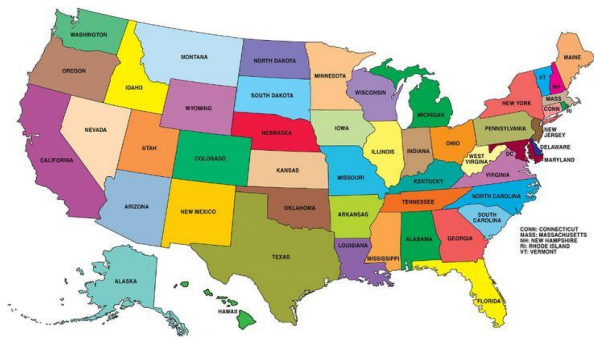 WASHINGTON
OREGON
CALIFORNIA
NEVADA
IDAHO
MONTANA
WYOMING
UTAH
COLORADO
ARIZONA
NEW MEXICO
NORTH DAKOTA
SOUTH DAKOTA
NEBRASKA
KANSAS
OKLAHOMA
TEXAS
MINNESOTA
IOWA
MISSOURI
ARKANSAS
LOUISIANA
WISCONSIN
ILLINOIS
MICHIGAN
INDIANA
OHIO
KENTUCKY
TENNESSEE
MISSISSIPPI
ALABAMA
GEORGIA
FLORIDA
SOUTH
CAROLINA
NORTH CAROLINA
VIRGINIA
WEST
VIRGINIA
PENNSYLVANIA
NEW YORK
VT
NH
MAINE
MASS
CONN
RI
NEW
JERSEY
DELAWARE
MARYLAND
DC
ALASKA
HAWAII
CONN: CONNECTICUT
MASS: MASSACHUSETTS
NH: NEW HAMPSHIRE
RI: RHODE ISLAND
VT: VERMONT